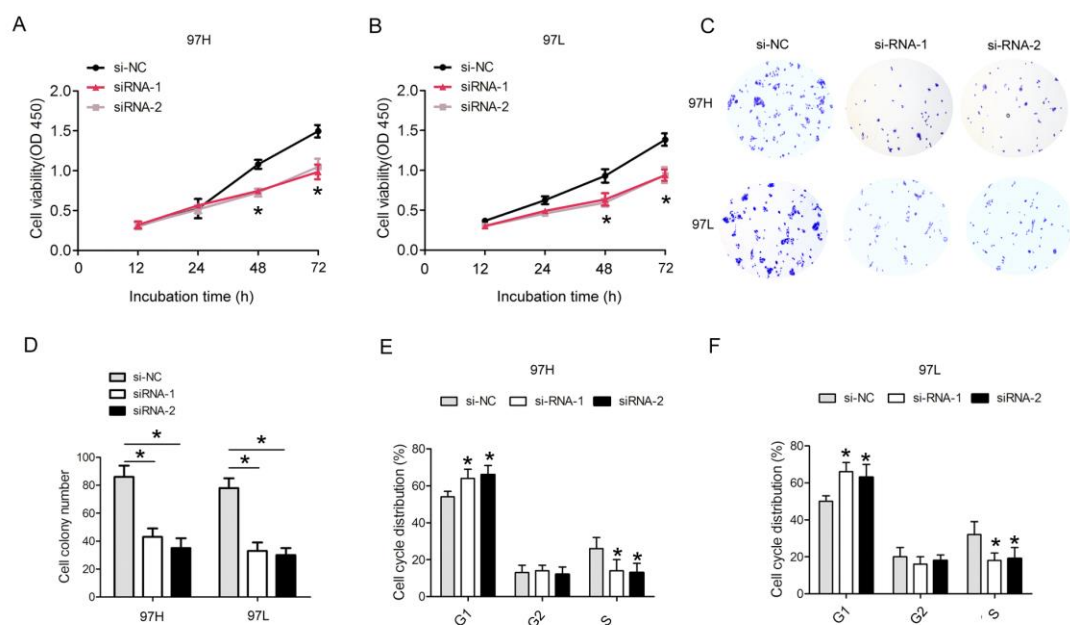 A
97H
si-NC
siRNA-1
siRNA-2
Cell viability(OD 450)
2.0
1.5
1.0
0.5
0.0
0
12
24
48
72
*
*
Incubation time (h)
B
97L
si-NC
siRNA-1
siRNA-2
Cell viability(OD 450)
2.0
1.5
1.0
0.5
0.0
0
12
24
48
72
*
*
Incubation time (h)
C
si-NC
si-RNA-1
si-RNA-2
97H
97L
D
si-NC
siRNA-1
siRNA-2
Cell colony number
100
80
60
40
20
0
*
*
*
*
97H
97L
E
97H
si-NC
si-RNA-1
siRNA-2
Cell cycle distribution (%)
80
60
40
20
0
* *
* *
G1
G2
S
F
97L
si-NC
si-RNA-1
siRNA-2
Cell cycle distribution (%)
80
60
40
20
0
* *
* *
G1
G2
S